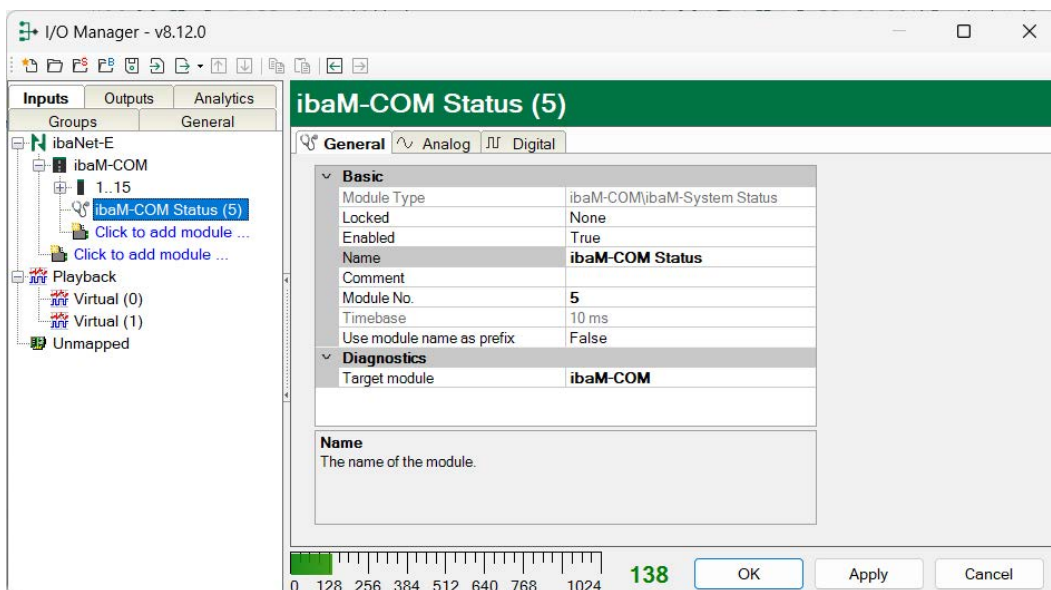 I/O Manager - v8.12.0
Inputs Outputs Analytics
Groups General
ibaNet-E
ibaM-COM
1..15
ibaM-COM Status (5)
Click to add module ...
Click to add module ...
Playback
Virtual (0)
Virtual (1)
Unmapped
ibaM-COM Status (5)
General Analog Digital
Basic
Module Type ibaM-COM\ibaM-System Status
Locked None
Enabled True
Name ibaM-COM Status
Comment
Module No. 5
Timebase 10 ms
Use module name as prefix False
Diagnostics
Target module ibaM-COM
Name
The name of the module.
0 128 256 384 512 640 768 1024
138
OK Apply Cancel